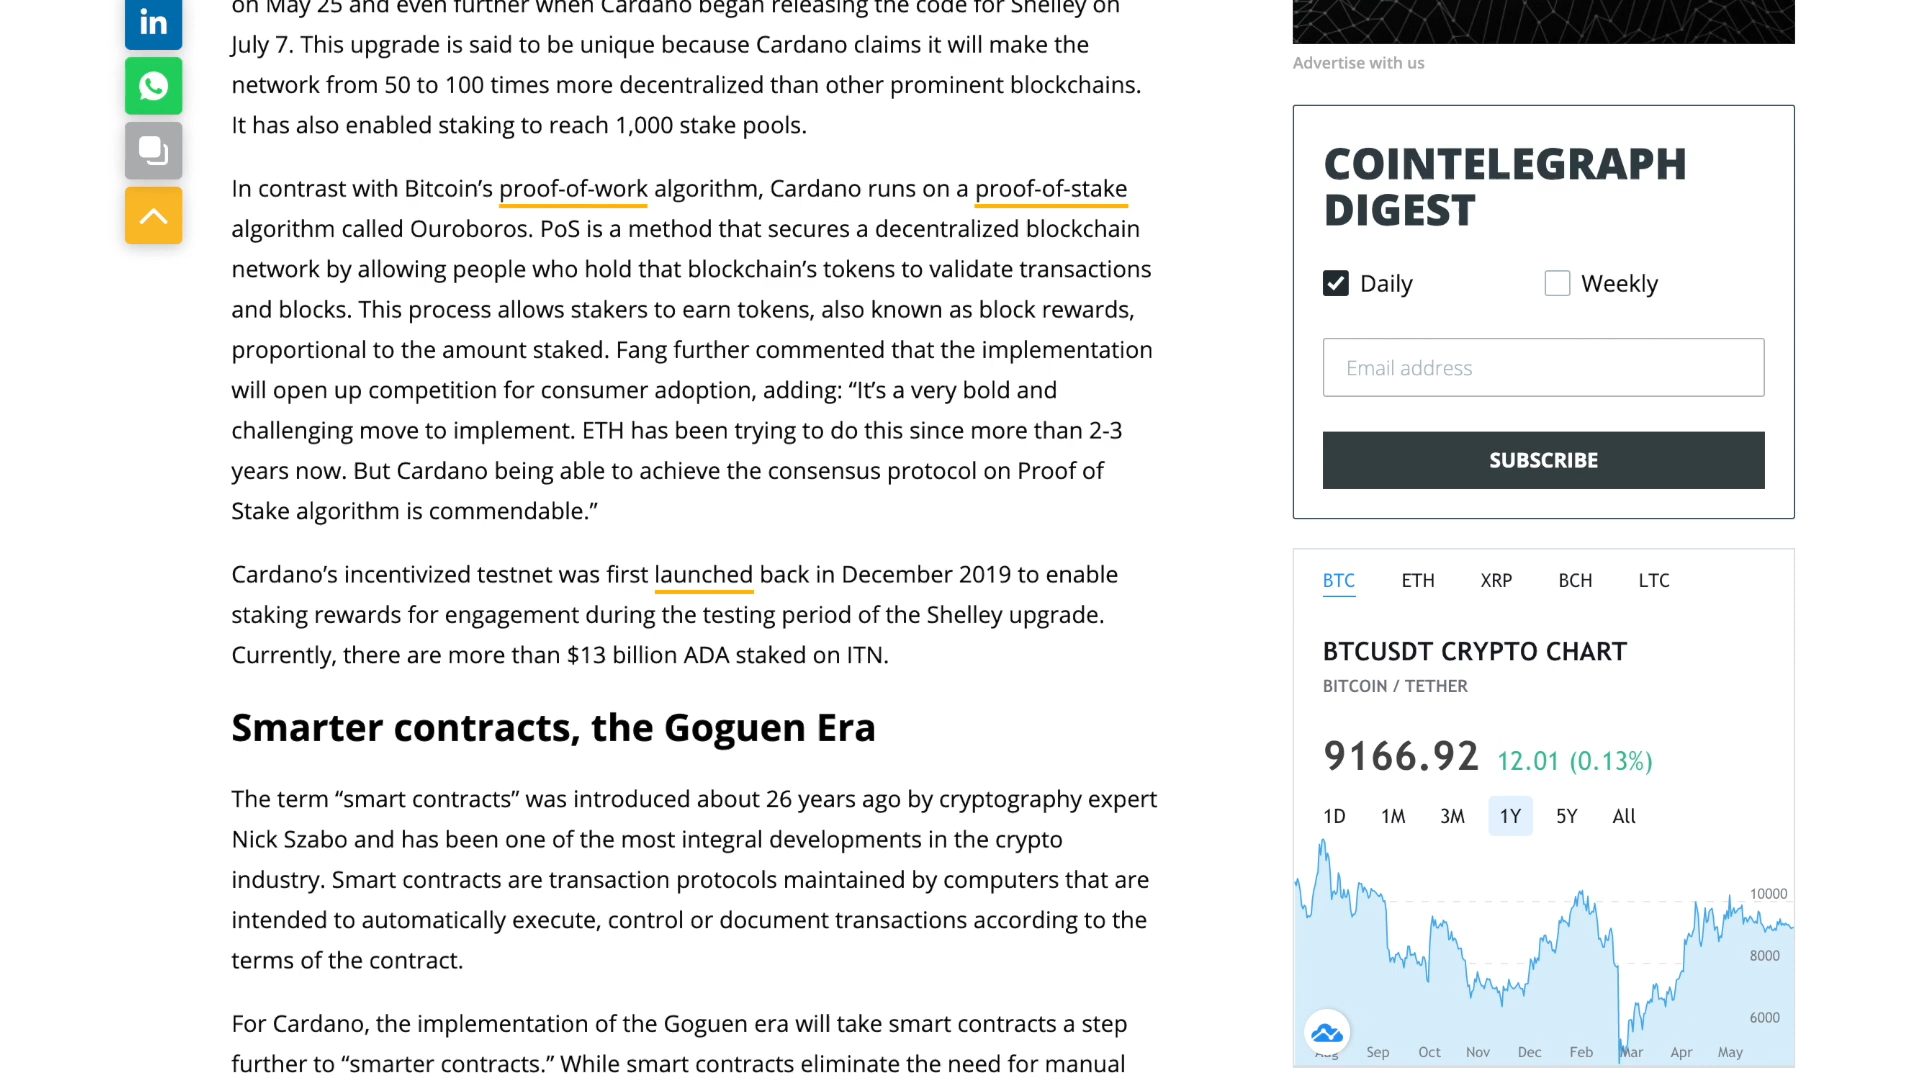 on May 25 and even further when Cardano began releasing the code for Shelley on
July 7. This upgrade is said to be unique because Cardano claims it will make the
network from 50 to 100 times more decentralized than other prominent blockchains.
It has also enabled staking to reach 1,000 stake pools.
In contrast with Bitcoin’s proof-of-work algorithm, Cardano runs on a proof-of-stake
algorithm called Ouroboros. PoS is a method that secures a decentralized blockchain
network by allowing people who hold that blockchain’s tokens to validate transactions
and blocks. This process allows stakers to earn tokens, also known as block rewards,
proportional to the amount staked. Fang further commented that the implementation
will open up competition for consumer adoption, adding: “It’s a very bold and
challenging move to implement. ETH has been trying to do this since more than 2-3
years now. But Cardano being able to achieve the consensus protocol on Proof of
Stake algorithm is commendable.”
Cardano’s incentivized testnet was first launched back in December 2019 to enable
staking rewards for engagement during the testing period of the Shelley upgrade.
Currently, there are more than $13 billion ADA staked on ITN.
Smarter contracts, the Goguen Era
The term “smart contracts” was introduced about 26 years ago by cryptography expert
Nick Szabo and has been one of the most integral developments in the crypto
industry. Smart contracts are transaction protocols maintained by computers that are
intended to automatically execute, control or document transactions according to the
terms of the contract.
For Cardano, the implementation of the Goguen era will take smart contracts a step
further to “smarter contracts.” While smart contracts eliminate the need for manual
in
Advertise with us
COINTELEGRAPH
DIGEST
Daily Weekly
Email address
SUBSCRIBE
BTC ETH XRP BCH LTC
BTCUSDT CRYPTO CHART
BITCOIN / TETHER
9166.92 12.01 (0.13%)
1D 1M 3M 1Y 5Y All
10000
8000
6000
Aug Sep Oct Nov Dec Feb Mar Apr May